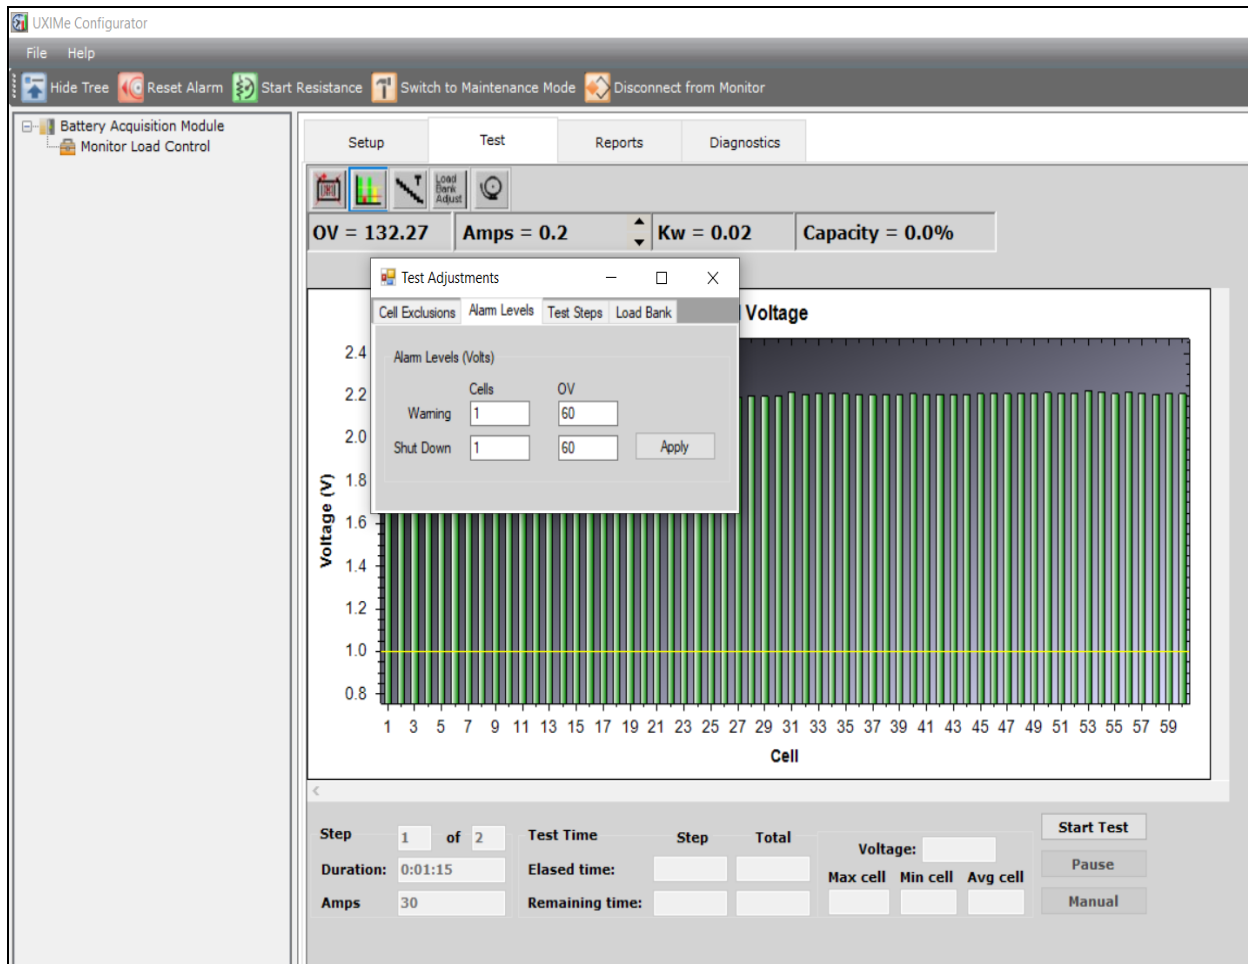 UXIMe Configurator
File Help
Hide Tree Reset Alarm Start Resistance Switch to Maintenance Mode Disconnect from Monitor
Battery Acquisition Module
Monitor Load Control
Setup Test Reports Diagnostics
Load Bank Adjust
OV = 132.27 Amps = 0.2 Kw = 0.02 Capacity = 0.0%
Test Adjustments
Cell Exclusions Alarm Levels Test Steps Load Bank
Alarm Levels (Volts)
Cells OV
Warning 1 60
Shut Down 1 60 Apply
Voltage
2.4
2.2
2.0
1.8
1.6
1.4
1.2
1.0
0.8
Voltage (V)
1 3 5 7 9 11 13 15 17 19 21 23 25 27 29 31 33 35 37 39 41 43 45 47 49 51 53 55 57 59
Cell
Step 1 of 2 Test Time Step Total Voltage: Start Test
Duration: 0:01:15 Elased time: Max cell Min cell Avg cell Pause
Amps 30 Remaining time: Manual